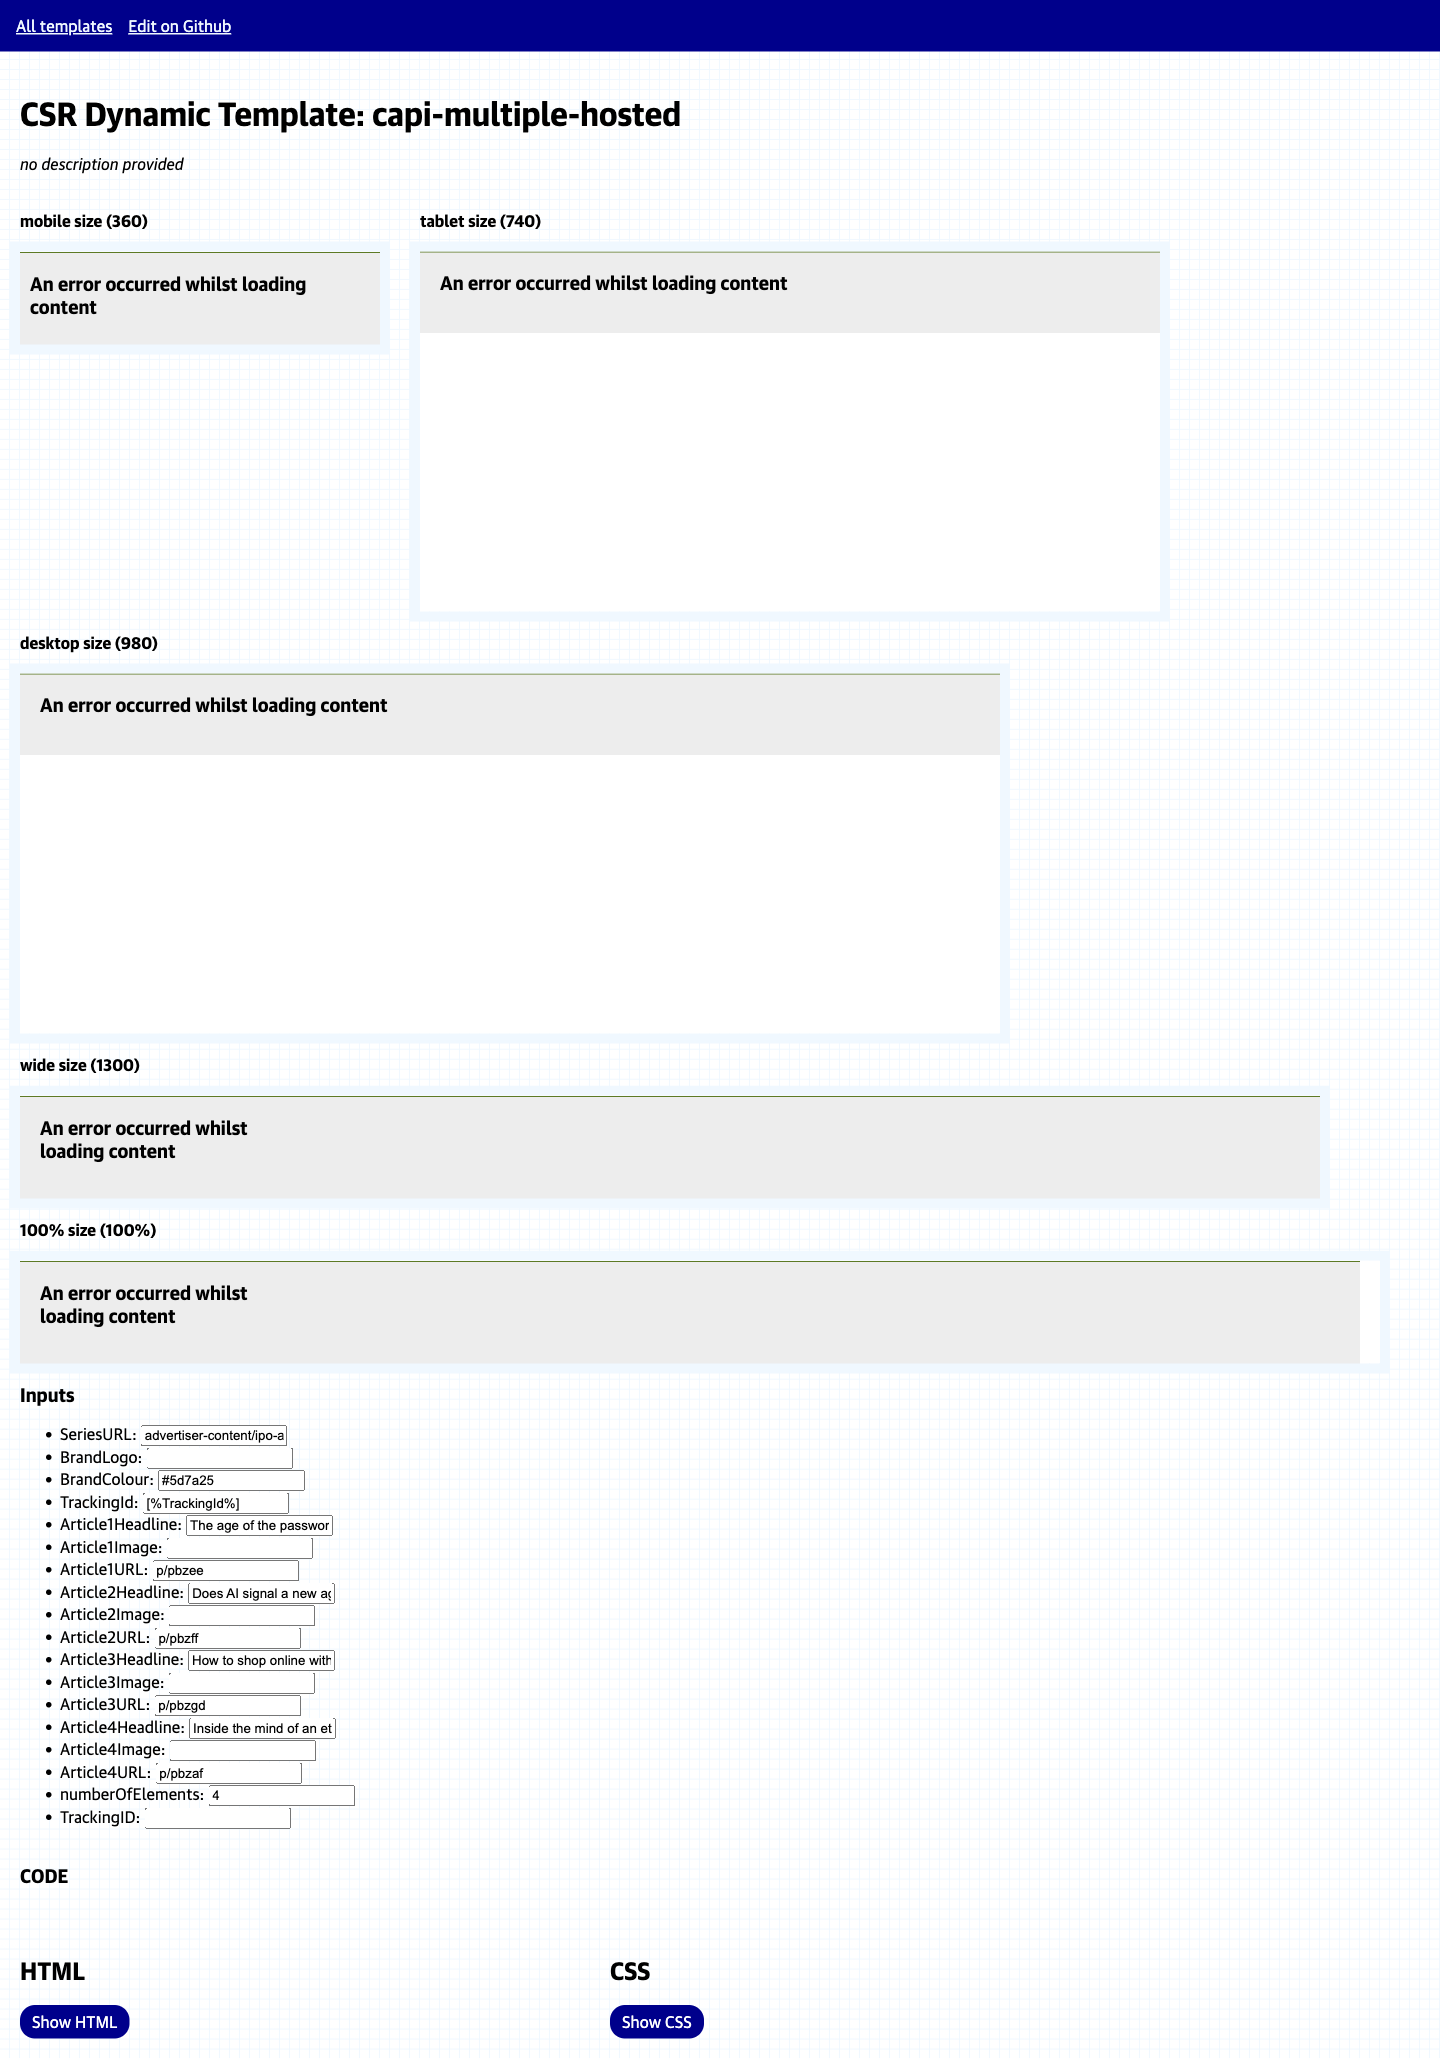 All templates Edit on Github
CSR Dynamic Template: capi-multiple-hosted
no description provided
mobile size (360)
An error occurred whilst loading
content
tablet size (740)
An error occurred whilst loading content
desktop size (980)
An error occurred whilst loading content
wide size (1300)
An error occurred whilst
loading content
100% size (100%)
An error occurred whilst
loading content
Inputs
• SeriesURL: advertiser-content/ipo-a
• BrandLogo:
• BrandColour: #5d7a25
• TrackingId: [%TrackingId%]
• Article1Headline: The age of the passwor
• Article1Image:
• Article1URL: p/pbzee
• Article2Headline: Does AI signal a new ag
• Article2Image:
• Article2URL: p/pbzff
• Article3Headline: How to shop online with
• Article3Image:
• Article3URL: p/pbzgd
• Article4Headline: Inside the mind of an et
• Article4Image:
• Article4URL: p/pbzaf
• numberOfElements: 4
• TrackingID:
CODE
HTML
Show HTML
CSS
Show CSS